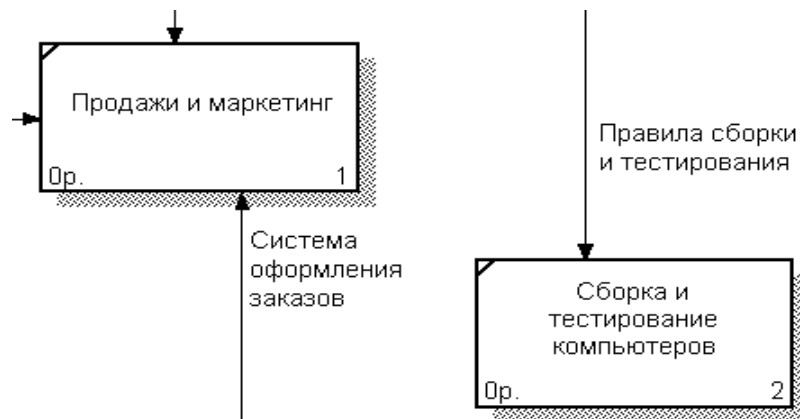 Продажи и маркетинг
0р. 1
Система
оформления
заказов
Правила сборки
и тестирования
Сборка и
тестирование
компьютеров
0р. 2